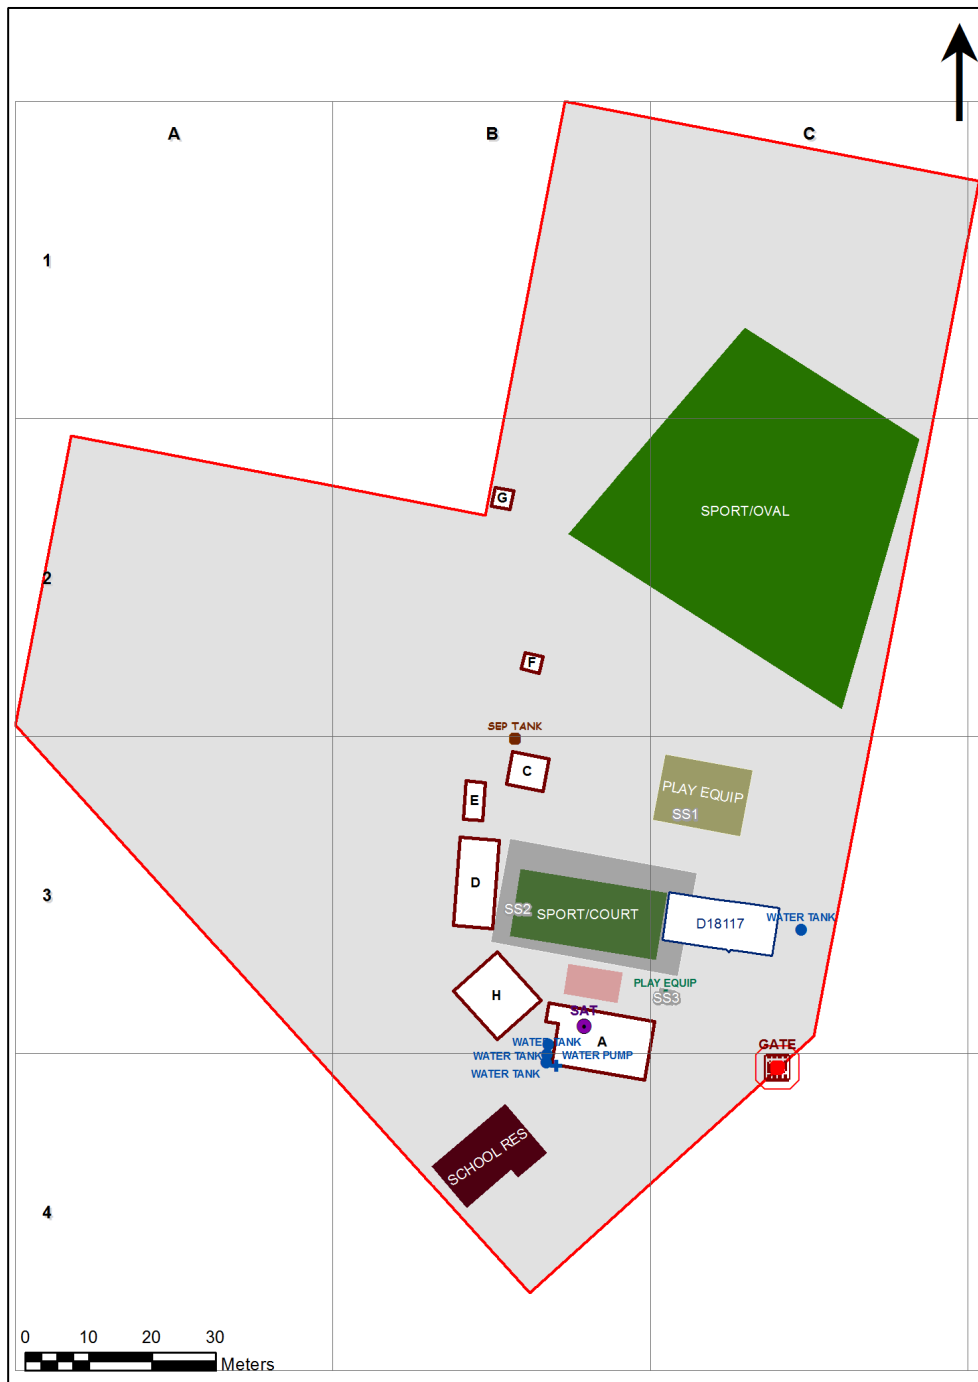 A
B
C
1
G
SPORT/OVAL
2
F
SEP TANK
C
E
PLAY EQUIP
SS1
D
3
SS2
SPORT/COURT
D18117
WATER TANK
H
PLAY EQUIP
SS3
SAT
A
WATER TANK
WATER TANK
WATER PUMP
WATER TANK
GATE
SCHOOL RES
4
0 10 20 30
Meters